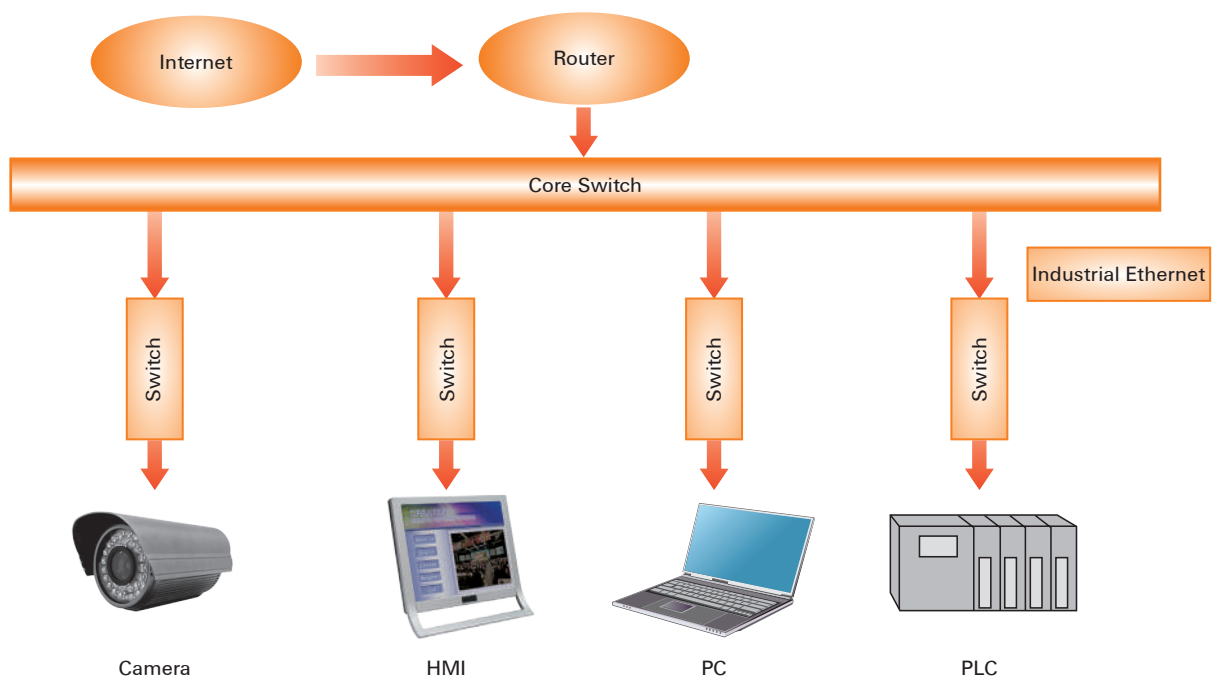 Internet
Router
Core Switch
Industrial Ethernet
Switch
Switch
Switch
Switch
Camera
HMI
PC
PLC